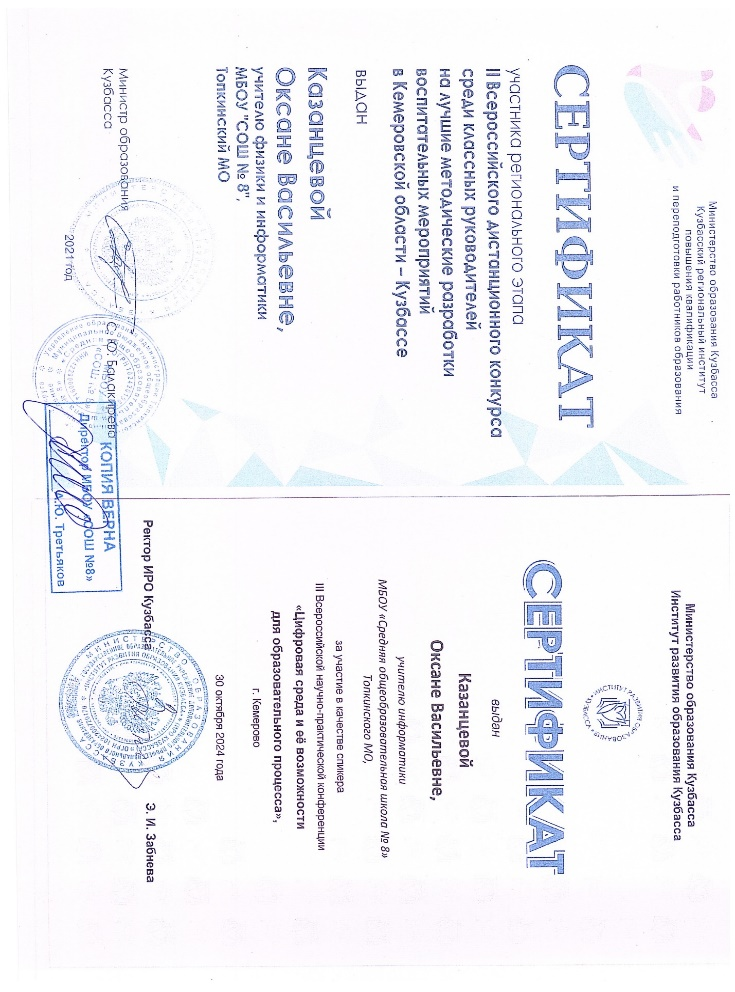 Министерство образования Кузбасса
Кузбасский региональный институт
повышения квалификации
и переподготовки работников образования
СЕРТИФИКАТ
участника регионального этапа
II Всероссийского дистанционного конкурса
среди классных руководителей
на лучшие методические разработки
воспитательных мероприятий
в Кемеровской области – Кузбассе
выдан
Казанцевой
Оксане Васильевне,
учителю физики и информатики
МБОУ "СОШ № 8",
Топкинский МО
Министр образования
Кузбасса
С. Ю. Балакирева
2021 год
КОПИЯ ВЕРНА
Директор МБОУ «СОШ №8»
А.Ю. Третьяков
Министерство образования Кузбасса
Институт развития образования Кузбасса
СЕРТИФИКАТ
выдан
Казанцевой
Оксане Васильевне,
учителю информатики
МБОУ «Средняя общеобразовательная школа № 8»
Топкинского МО,
за участие в качестве спикера
III Всероссийской научно-практической конференции
«Цифровая среда и её возможности
для образовательного процесса»,
г. Кемерово
30 октября 2024 года
Ректор ИРО Кузбасса
Э. И. Забнева